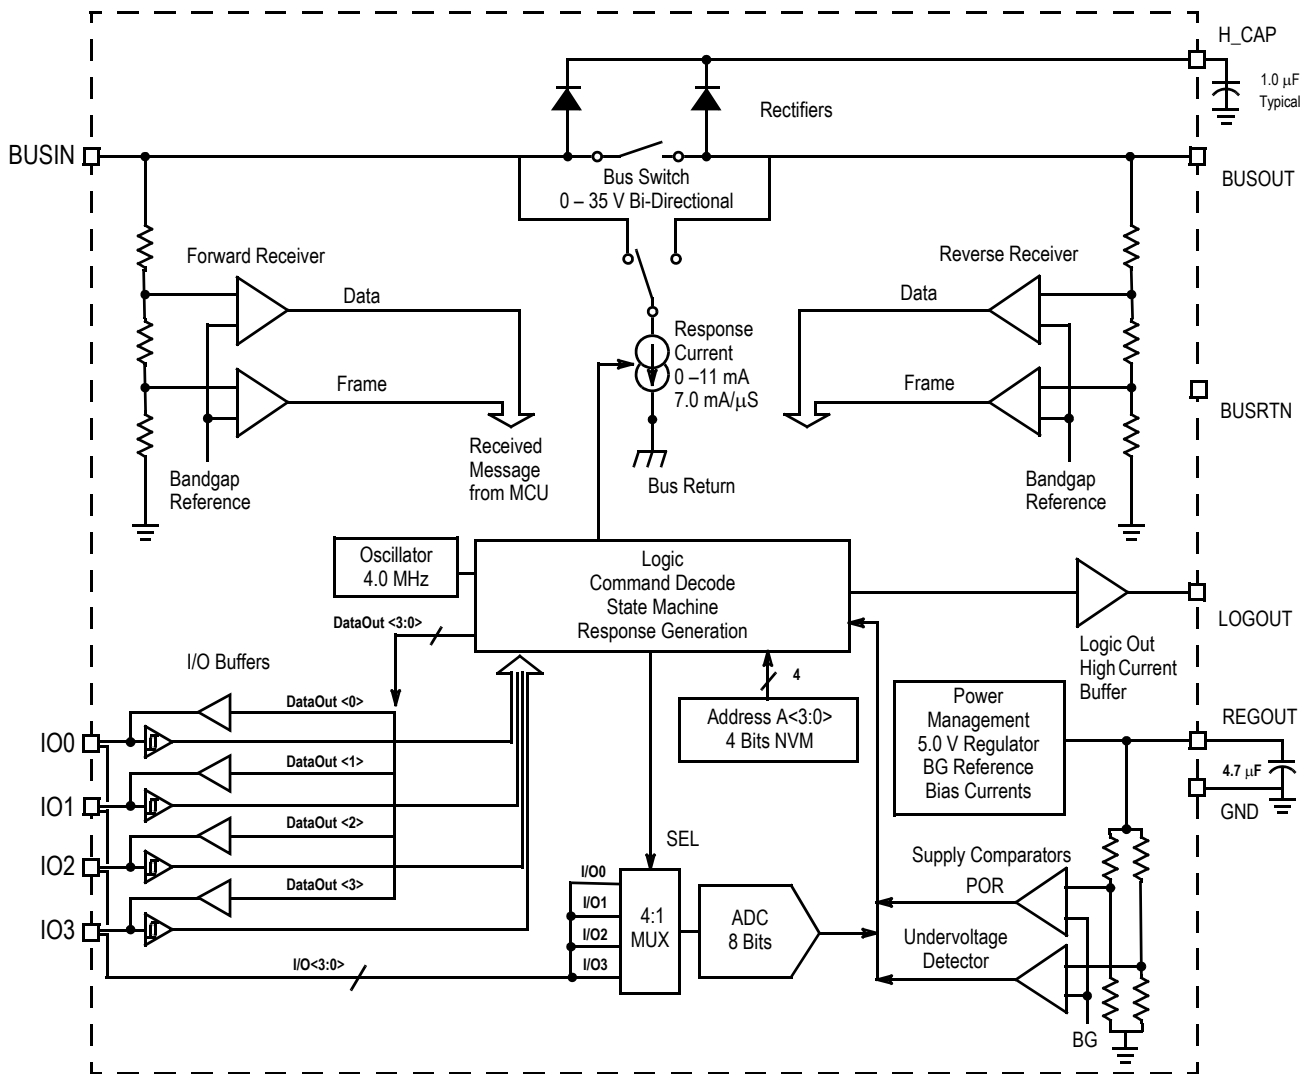 H_CAP
1.0 μF
Typical
Rectifiers
BUSIN
BUSOUT
Bus Switch
0 – 35 V Bi-Directional
Forward Receiver
Reverse Receiver
Data
Data
Response
Current
0 –11 mA
7.0 mA/μS
Frame
Frame
BUSRTN
Received
Message
from MCU
Bandgap
Reference
Bus Return
Bandgap
Reference
Oscillator
4.0 MHz
Logic
Command Decode
State Machine
Response Generation
LOGOUT
DataOut <3:0>
Logic Out
High Current
Buffer
I/O Buffers
4
Address A<3:0>
4 Bits NVM
Power
Management
5.0 V Regulator
BG Reference
Bias Currents
REGOUT
4.7 μF
GND
DataOut <0>
IO0
DataOut <1>
IO1
DataOut <2>
IO2
DataOut <3>
IO3
I/O<3:0>
SEL
I/O0
I/O1
I/O2
I/O3
4:1
MUX
ADC
8 Bits
Supply Comparators
POR
Undervoltage
Detector
BG